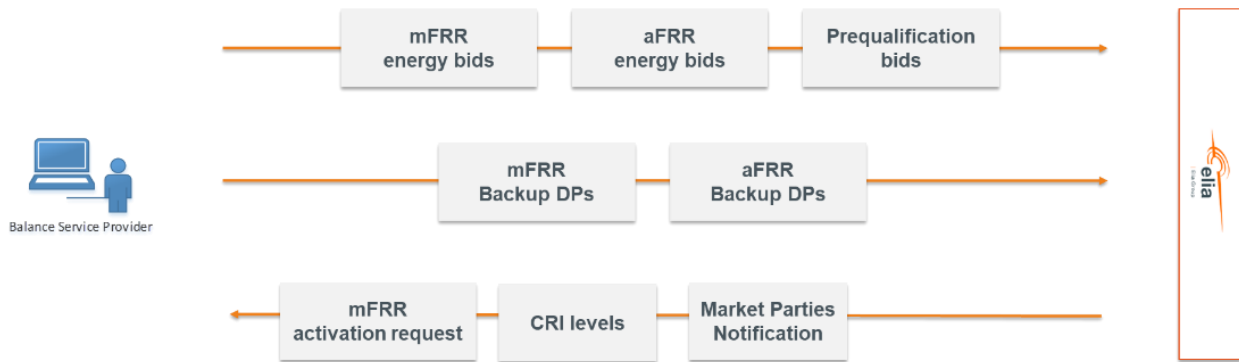 mFRR
energy bids
aFRR
energy bids
Prequalification
bids
Balance Service Provider
mFRR
Backup DPs
aFRR
Backup DPs
elia
mFRR
activation request
CRI levels
Market Parties
Notification